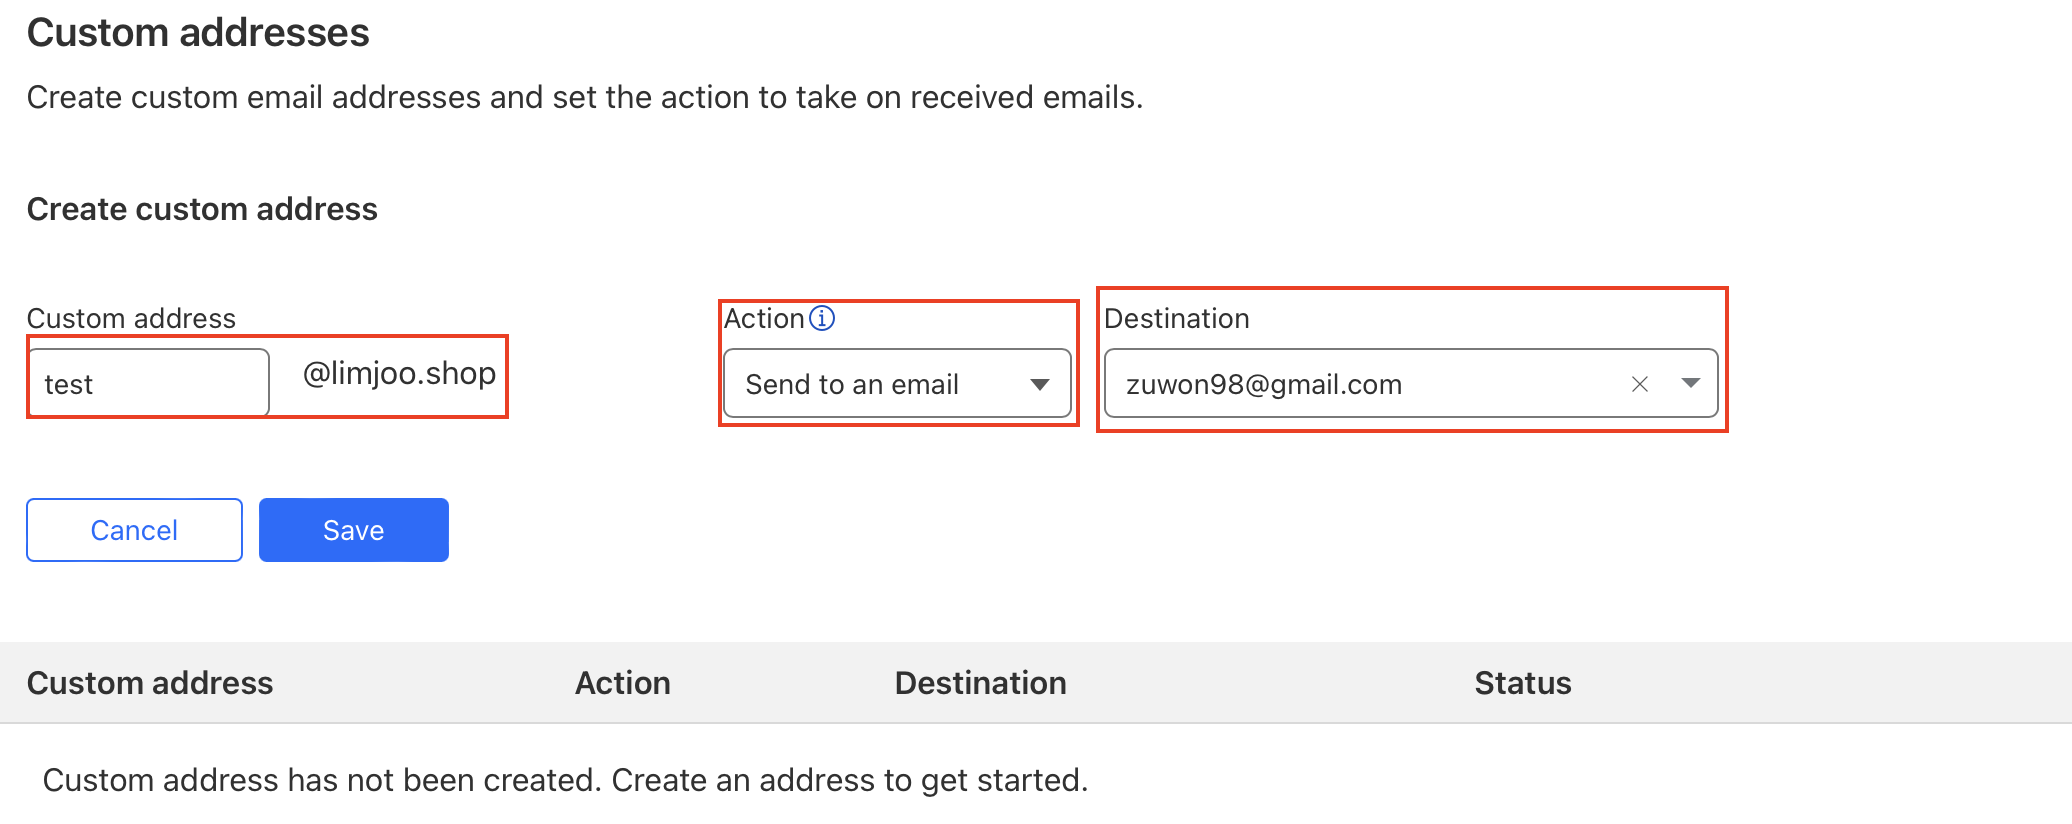 Custom addresses
Create custom email addresses and set the action to take on received emails.
Create custom address
Custom address
test
@limjoo.shop
Action
Send to an email
Destination
zuwon98@gmail.com
Cancel
Save
Custom address Action Destination Status
Custom address has not been created. Create an address to get started.